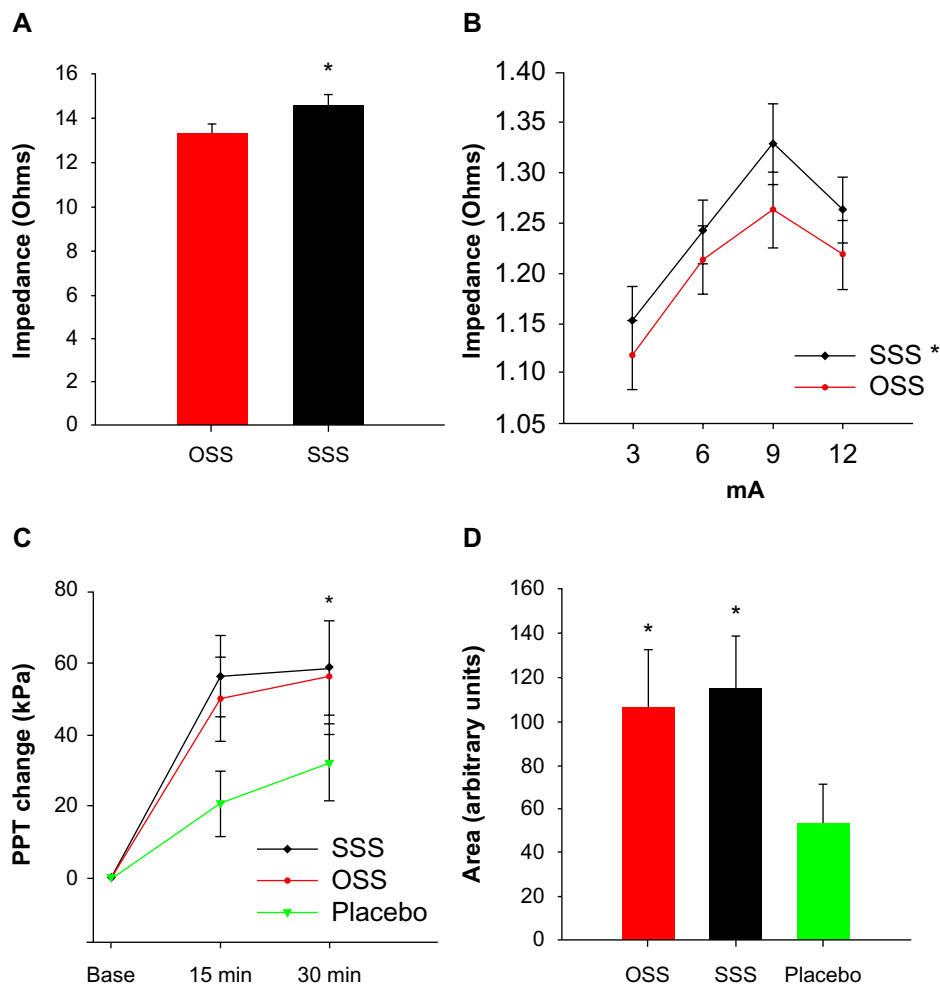 A
Impedance (Ohms)
16
14
12
10
8
6
4
2
0
*
OSS SSS
B
Impedance (Ohms)
1.40
1.35
1.30
1.25
1.20
1.15
1.10
1.05
SSS *
OSS
3 6 9 12
mA
C
PPT change (kPa)
80
60
40
20
0
*
SSS
OSS
Placebo
Base 15 min 30 min
D
Area (arbitrary units)
160
140
120
100
80
60
40
20
0
* *
OSS SSS Placebo